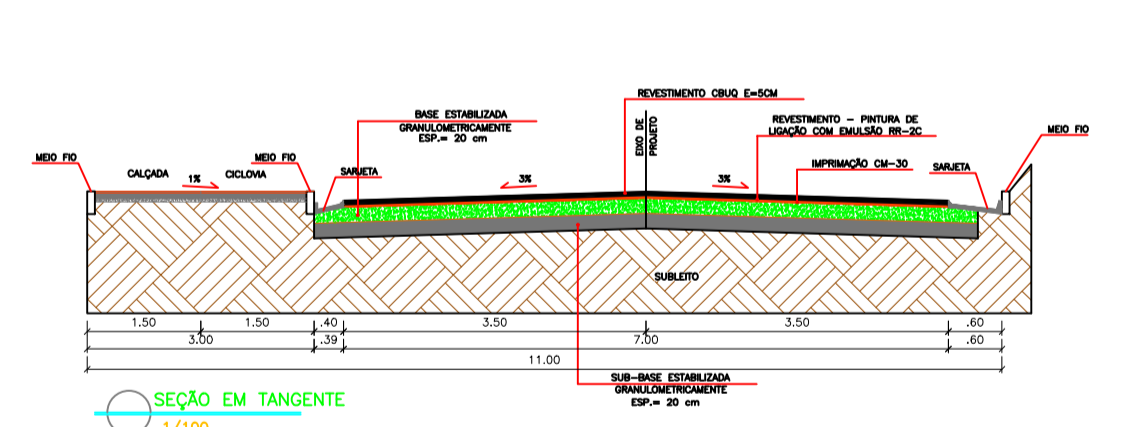 REVESTIMENTO CBUQ E=5CM
BASE ESTABILIZADA
GRANULOMETRICAMENTE
ESP.= 20 cm
EIXO DE
PROJETO
REVESTIMENTO - PINTURA DE
LIGAÇÃO COM EMULSÃO RR-2C
MEIO FIO
MEIO FIO
MEIO FIO
IMPRIMAÇÃO CM-30
SARJETA
CALÇADA
1%
CICLOVIA
SARJETA
3%
3%
SUBLEITO
1.50
1.50
.40
3.50
3.50
.60
3.00
.39
7.00
.60
11.00
SUB-BASE ESTABILIZADA
GRANULOMETRICAMENTE
ESP.= 20 cm
SEÇÃO EM TANGENTE
1/100